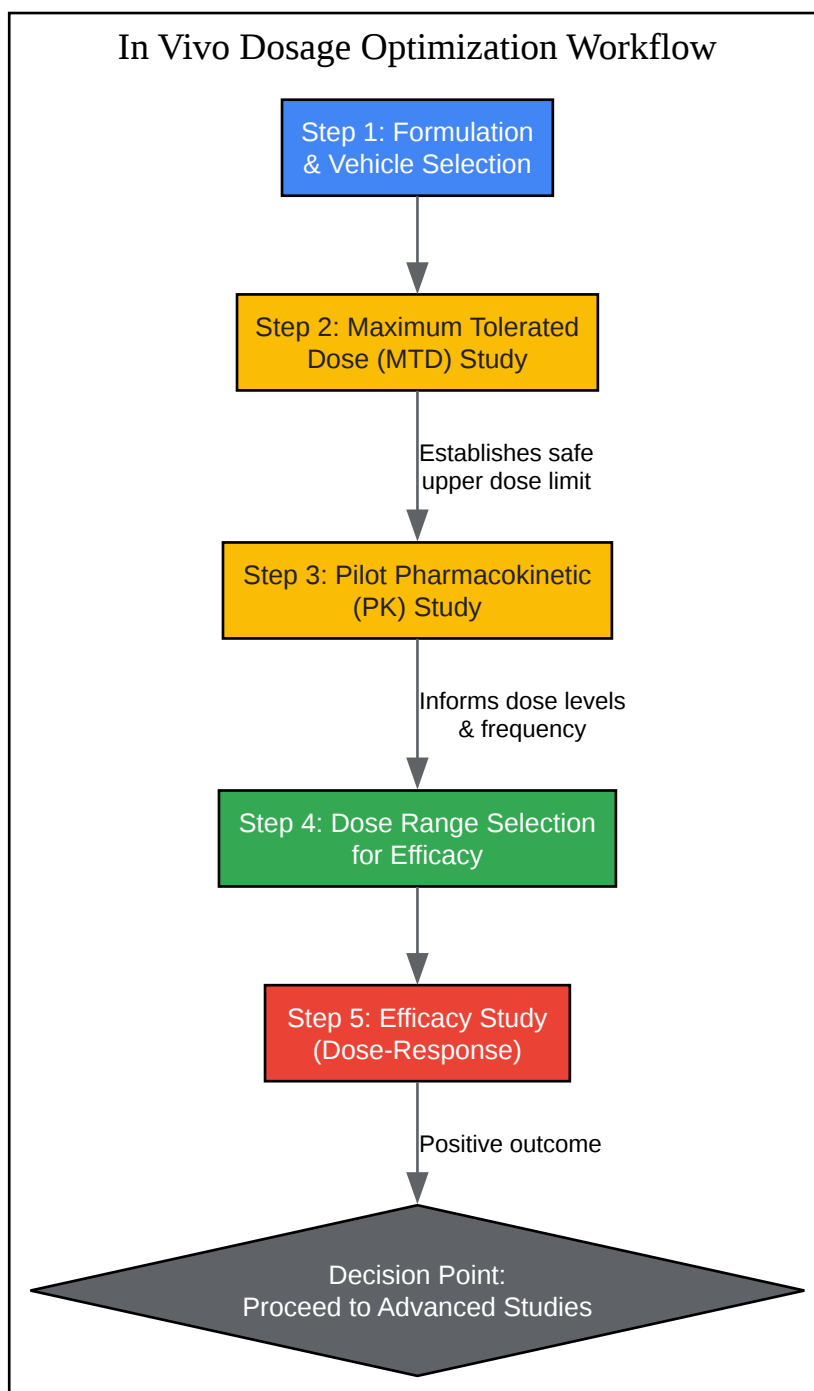 In Vivo Dosage Optimization Workflow
Step 1: Formulation
& Vehicle Selection
Step 2: Maximum Tolerated
Dose (MTD) Study
Establishes safe
upper dose limit
Step 3: Pilot Pharmacokinetic
(PK) Study
Informs dose levels
& frequency
Step 4: Dose Range Selection
for Efficacy
Step 5: Efficacy Study
(Dose-Response)
Positive outcome
Decision Point:
Proceed to Advanced Studies